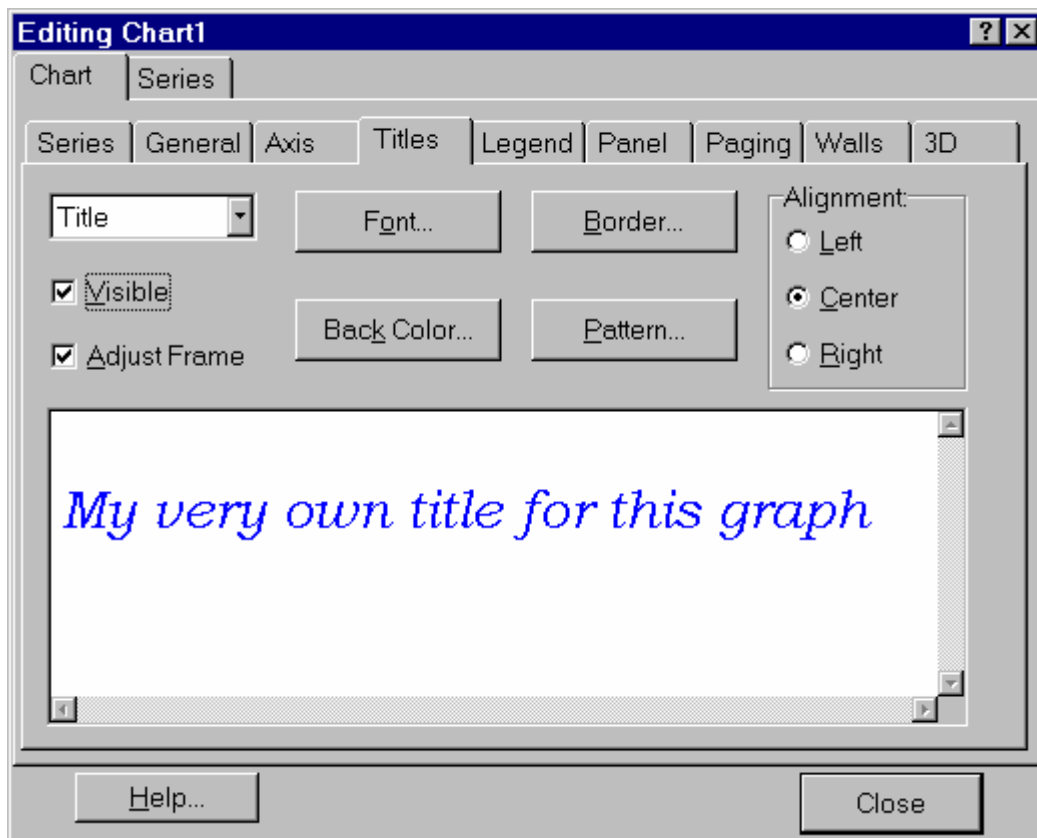 Editing Chart1
Chart Series
Series General Axis Titles Legend Panel Paging Walls 3D
Title Font... Border... Alignment:
Left
Visible Center
Back Color... Pattern...
Adjust Frame Right
My very own title for this graph
Help... Close